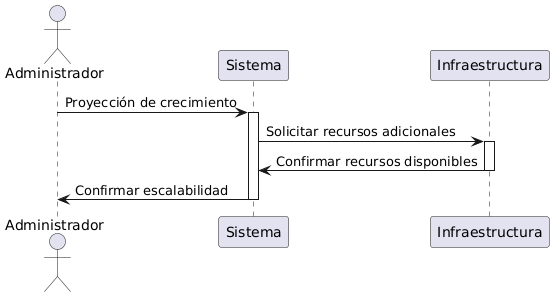 Administrador
Sistema
Infraestructura
Proyección de crecimiento
Solicitar recursos adicionales
Confirmar recursos disponibles
Confirmar escalabilidad
Administrador
Sistema
Infraestructura